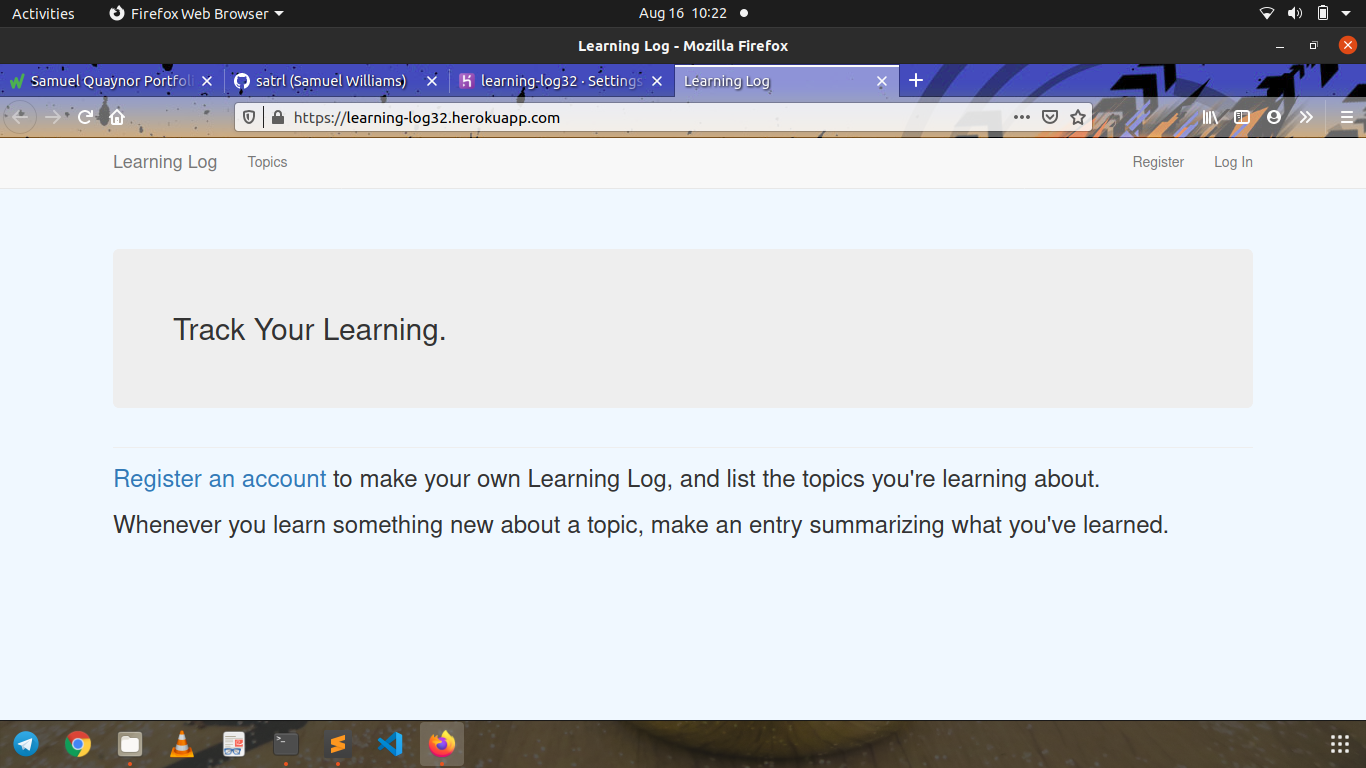 Activities Firefox Web Browser Aug 16 10:22
Learning Log - Mozilla Firefox
Samuel Quaynor Portfoli satrl (Samuel Williams) learning-log32 · Settings Learning Log
https://learning-log32.herokuapp.com
Learning Log Topics Register Log In
Track Your Learning.
Register an account to make your own Learning Log, and list the topics you're learning about.
Whenever you learn something new about a topic, make an entry summarizing what you've learned.